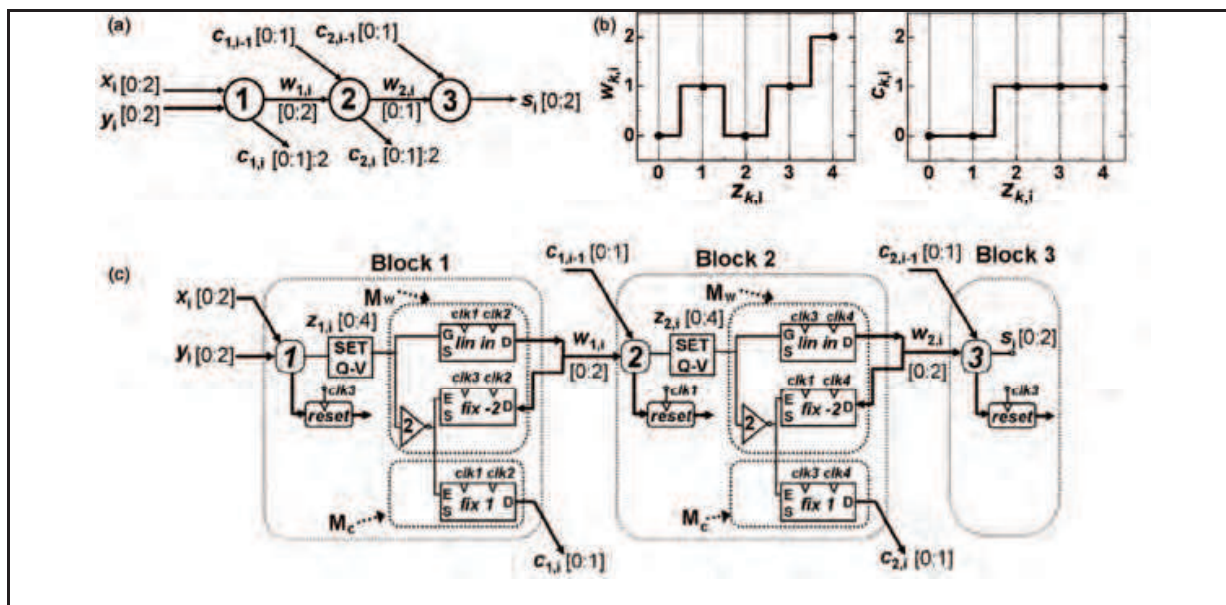 (a)
c1,i-1 [0:1]
c2,i-1 [0:1]
xi [0:2]
yi [0:2]
1
w1,i
[0:2]
2
w2,i
[0:1]
3
si [0:2]
c1,i [0:1]:2
c2,i [0:1]:2
(b)
wk,i
2
1
0
0 1 2 3 4
zk,i
ck,i
2
1
0
0 1 2 3 4
zk,i
(c)
Block 1
c1,i-1 [0:1]
Block 2
c2,i-1 [0:1]
Block 3
xi [0:2]
yi [0:2]
1
z1,i [0:4]
SET
Q-V
clk3
reset
Mw
clk1 clk2
G
S
lin in
D
clk3 clk2
E
S
fix -2
D
2
clk1 clk2
E
S
fix 1
D
Mc
w1,i
[0:2]
c1,i [0:1]
2
z2,i [0:4]
SET
Q-V
clk1
reset
Mw
clk3 clk4
G
S
lin in
D
clk1 clk4
E
S
fix -2
D
2
clk3 clk4
E
S
fix 1
D
Mc
w2,i
[0:2]
c2,i [0:1]
3
si [0:2]
clk3
reset